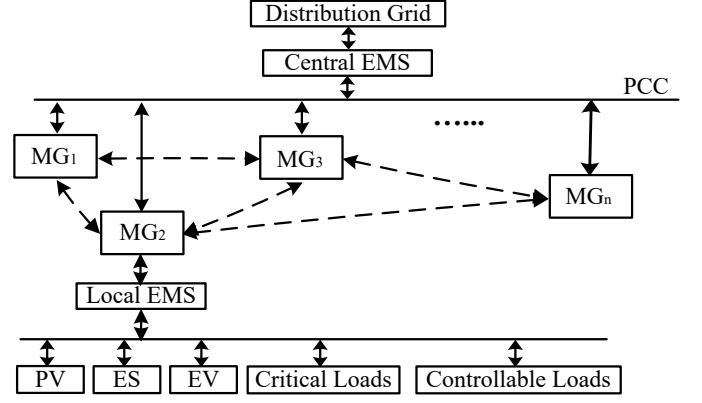 Distribution Grid
Central EMS
PCC
......
MG1
MG3
MGn
MG2
Local EMS
PV
ES
EV
Critical Loads
Controllable Loads